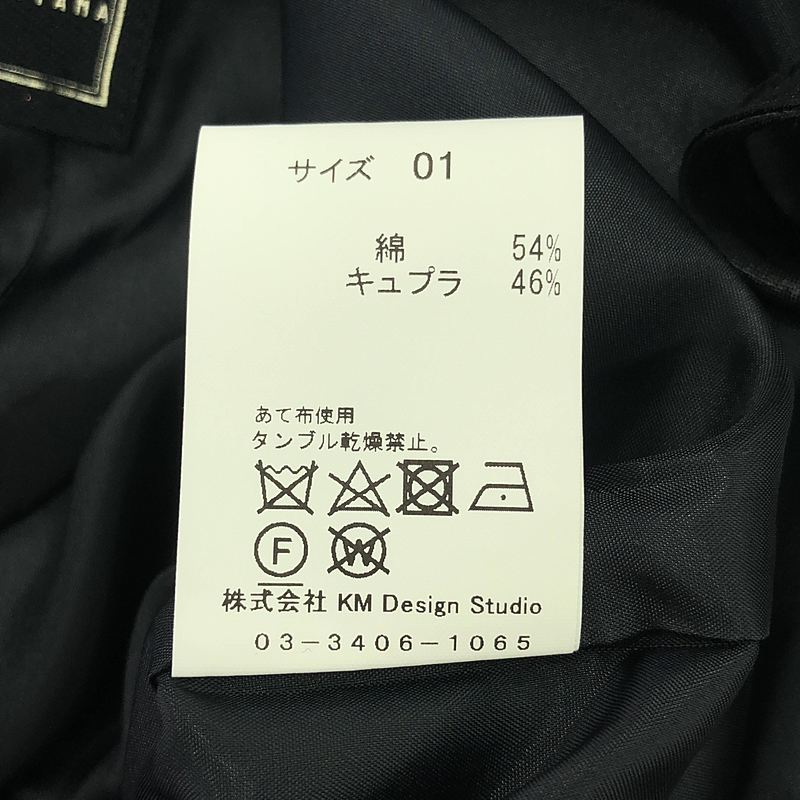 サイズ 01
綿 54%
キュプラ 46%
あて布使用
タンブル乾燥禁止。
F W
株式会社 KM Design Studio
03-3406-1065